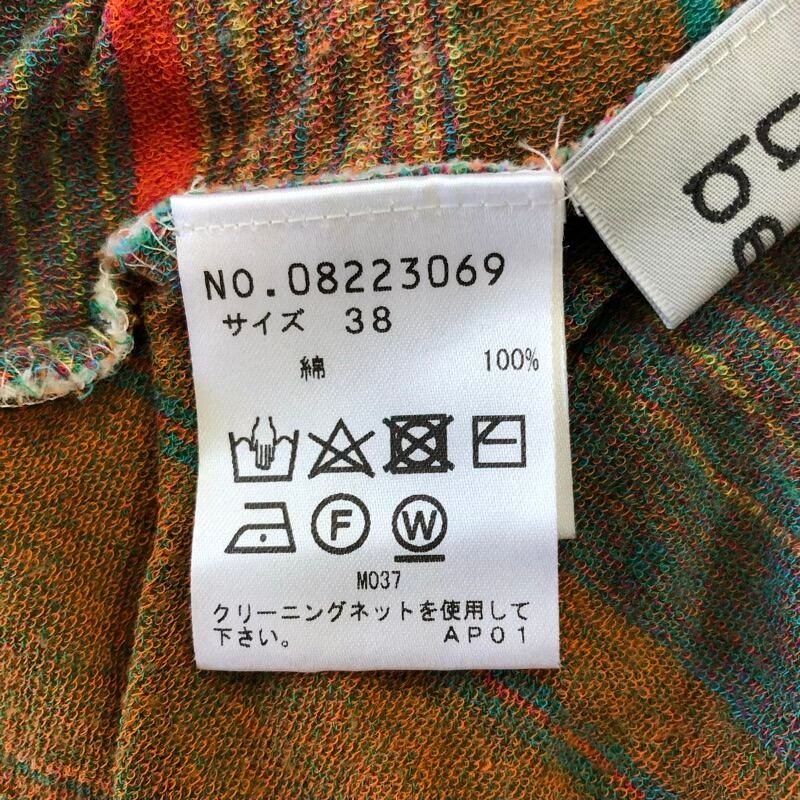 NO.08223069
サイズ 38
綿 100%
F W
M037
クリーニングネットを使用して
下さい。 AP01